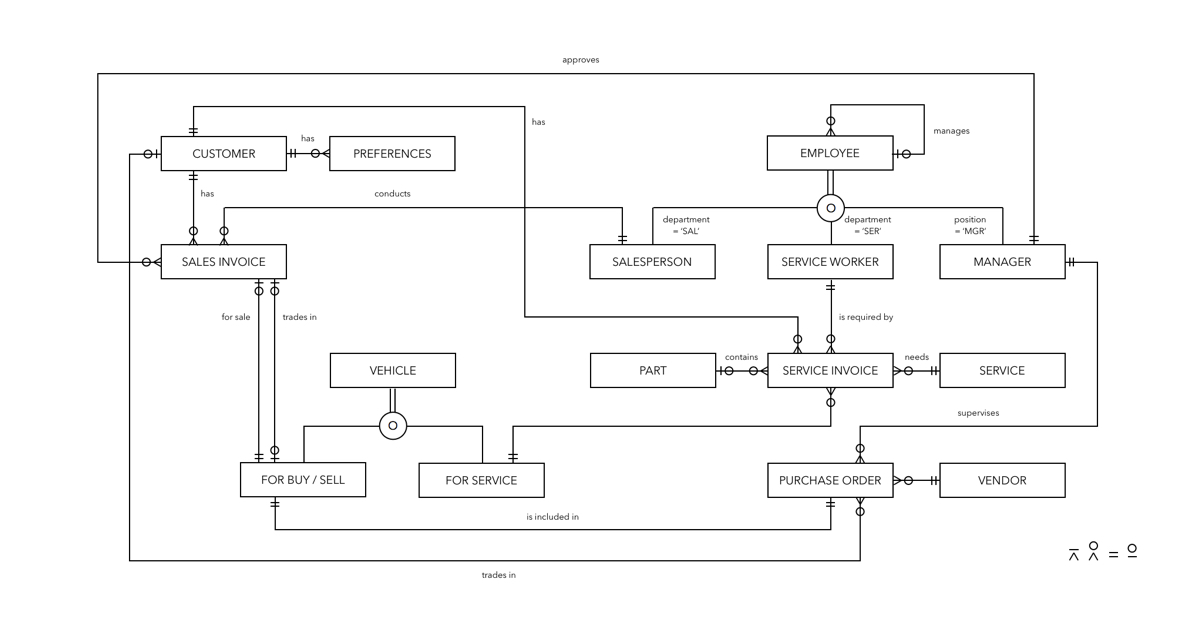 approves
has
manages
CUSTOMER
has
PREFERENCES
EMPLOYEE
has
conducts
department
= 'SAL'
department
= 'SER'
position
= 'MGR'
SALES INVOICE
SALESPERSON
SERVICE WORKER
MANAGER
for sale
trades in
is required by
VEHICLE
PART
contains
SERVICE INVOICE
needs
SERVICE
supervises
FOR BUY / SELL
FOR SERVICE
PURCHASE ORDER
VENDOR
is included in
trades in